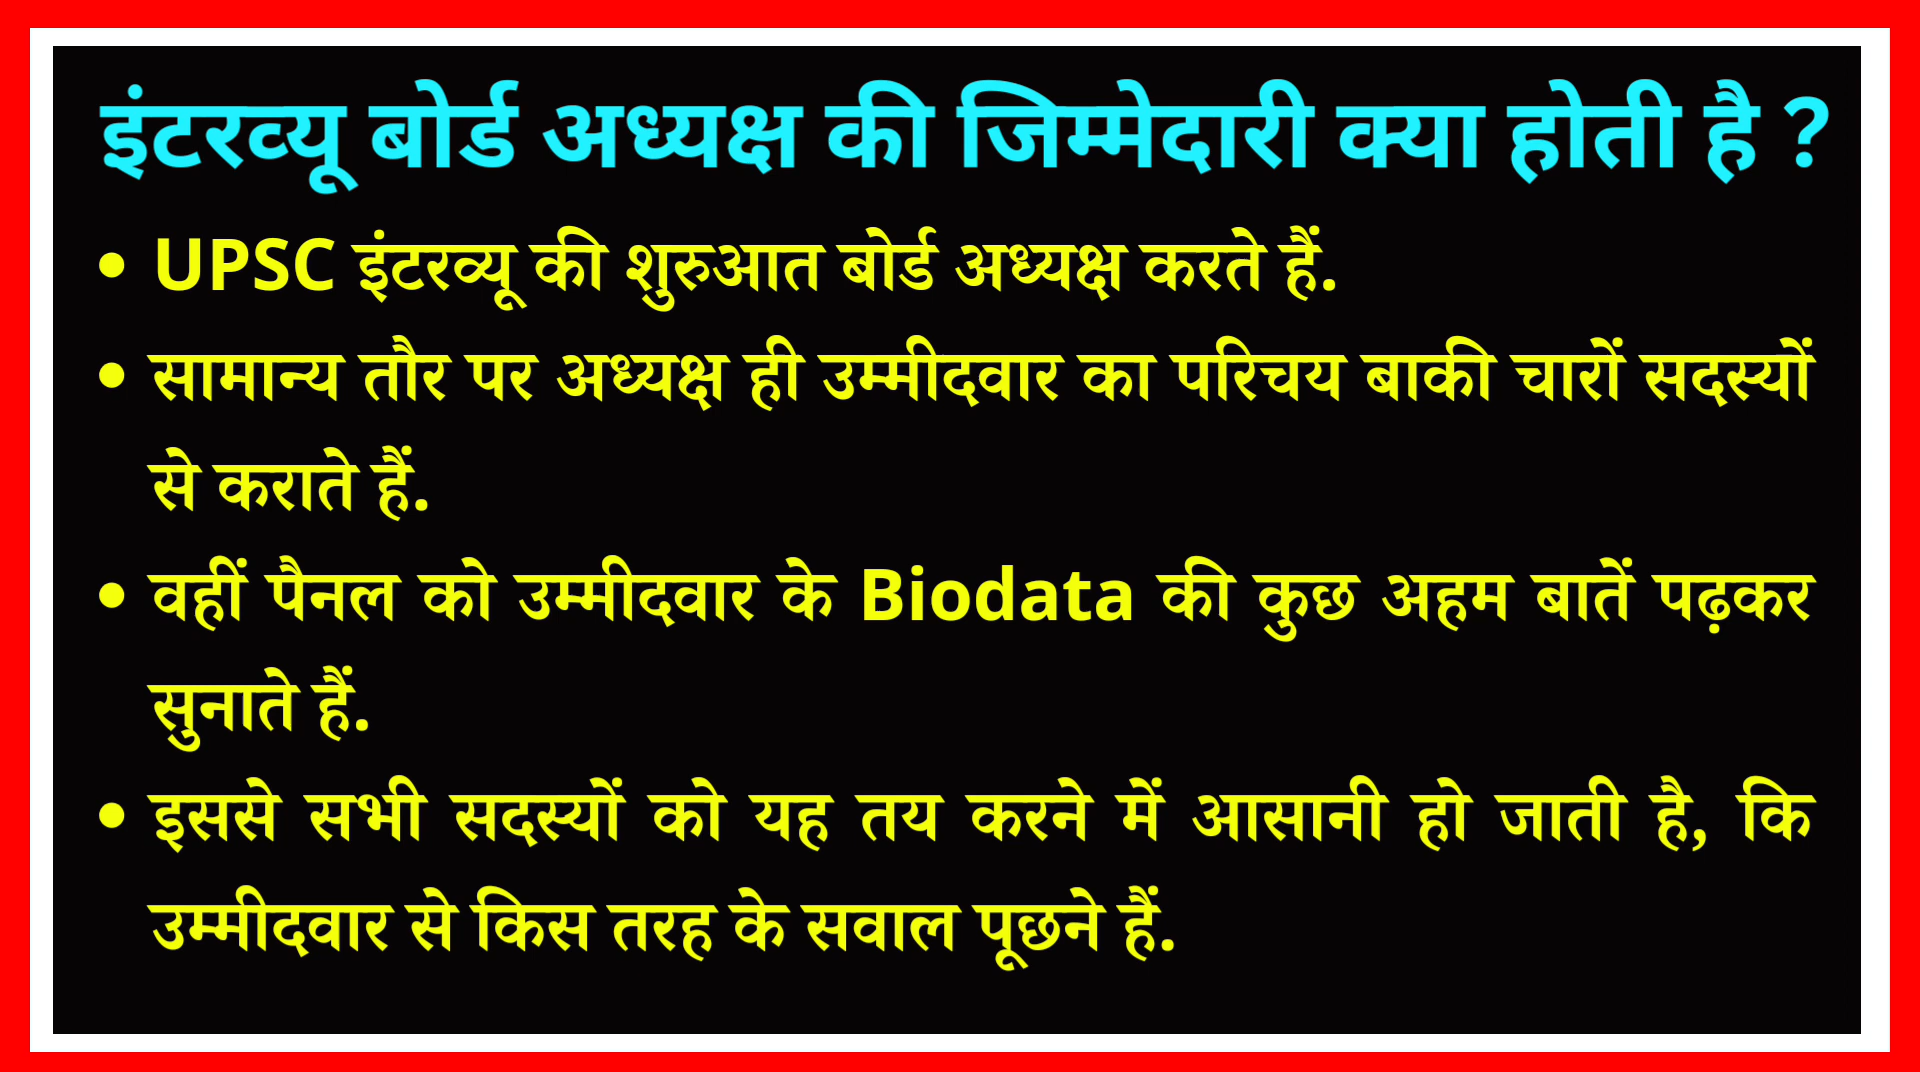 इंटरव्यू बोर्ड अध्यक्ष की जिम्मेदारी क्या होती है ?
• UPSC इंटरव्यू की शुरुआत बोर्ड अध्यक्ष करते हैं.
• सामान्य तौर पर अध्यक्ष ही उम्मीदवार का परिचय बाकी चारों सदस्यों
से कराते हैं.
• वहीं पैनल को उम्मीदवार के Biodata की कुछ अहम बातें पढ़कर
सुनाते हैं.
• इससे सभी सदस्यों को यह तय करने में आसानी हो जाती है, कि
उम्मीदवार से किस तरह के सवाल पूछने हैं.